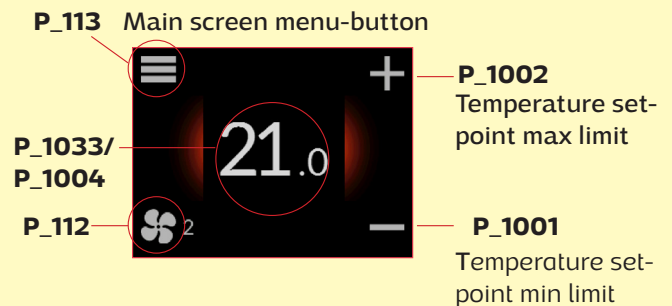 P_113 Main screen menu-button
P_1002
Temperature set-
point max limit
P_1033/
P_1004
21.0
P_112
2
P_1001
Temperature set-
point min limit